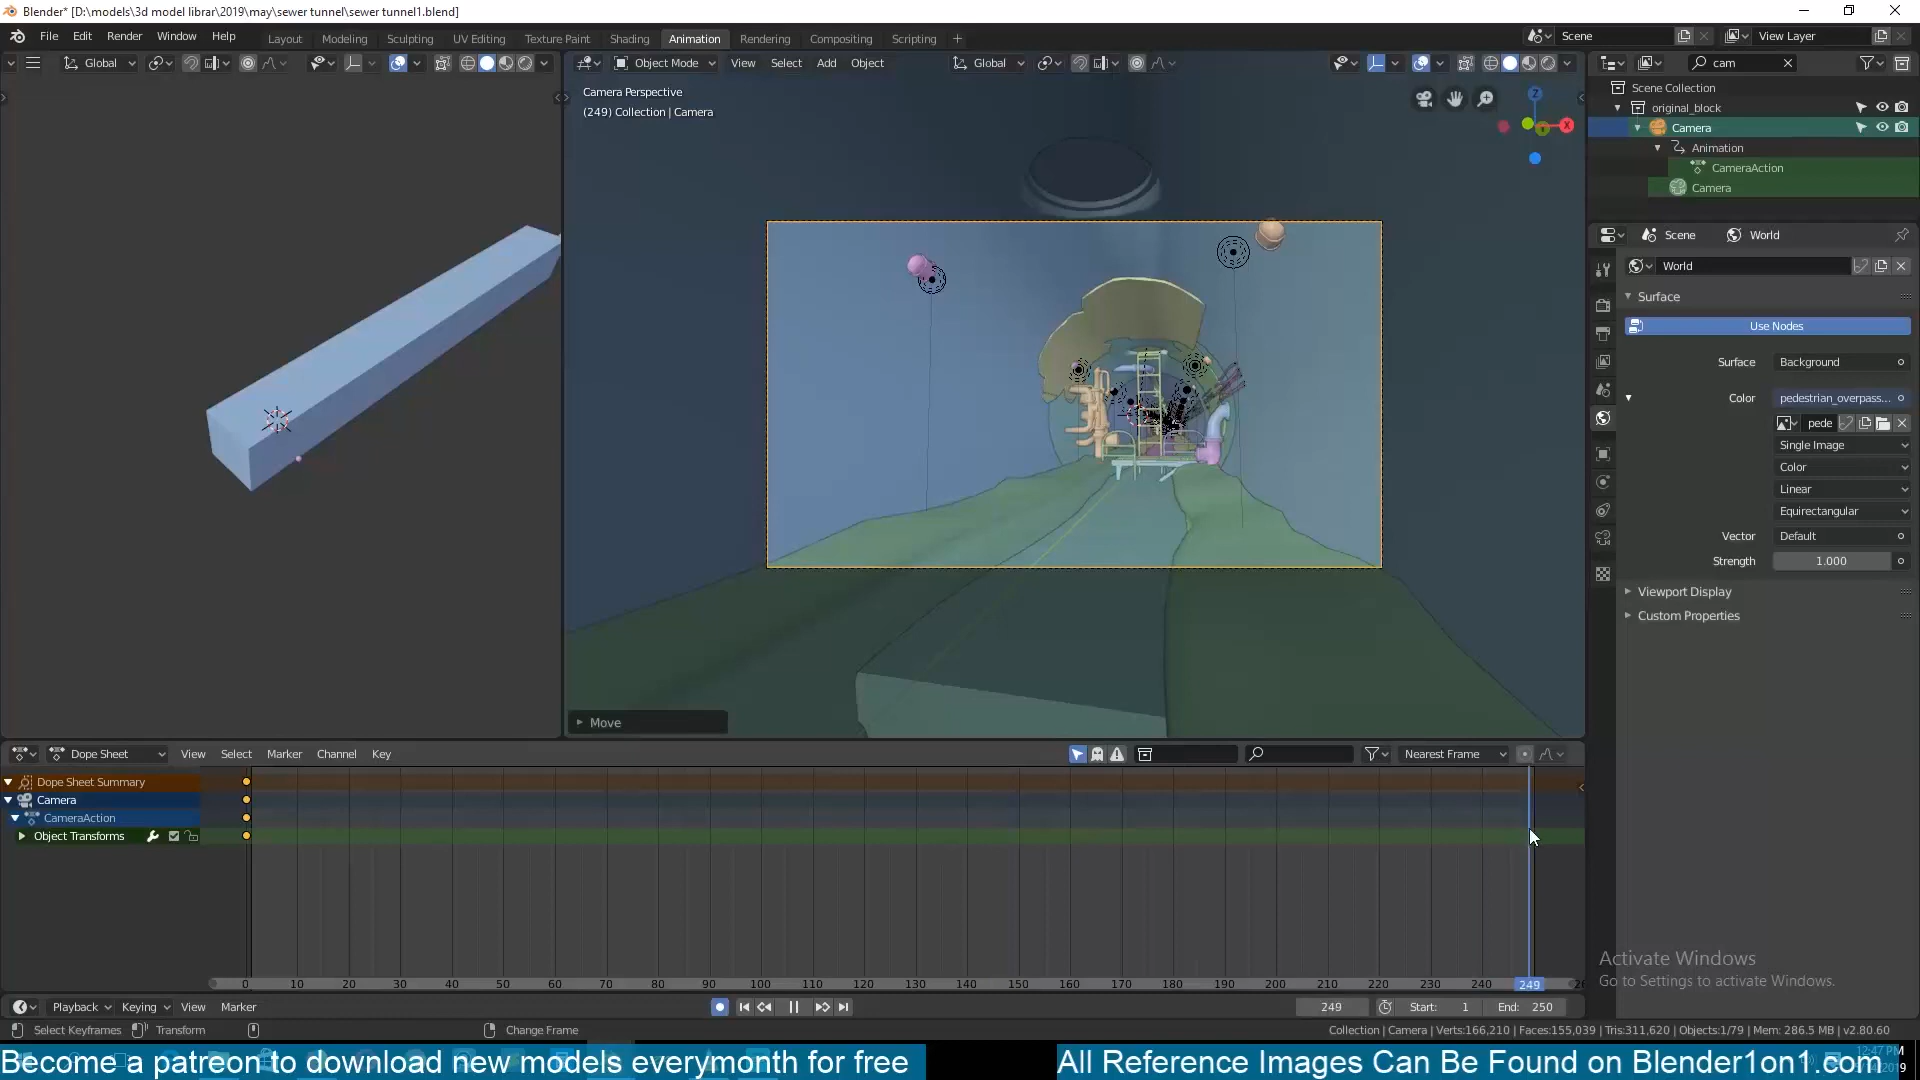 Blender* [D:\models\3d model librar\2019\may\sewer tunnel\sewer tunnel1.blend]
File Edit Render Window Help Layout Modeling Sculpting UV Editing Texture Paint Shading Animation Rendering Compositing Scripting + Scene View Layer
Global Object Mode View Select Add Object Global cam
Camera Perspective
(249) Collection | Camera
Z
X
Scene Collection
original_block
Camera
Animation
CameraAction
Camera
Scene World
World
Surface
Use Nodes
Surface Background
Color pedestrian_overpass...
pede
Single Image
Color
Linear
Equirectangular
Vector Default
Strength 1.000
Viewport Display
Custom Properties
Move
Dope Sheet View Select Marker Channel Key Nearest Frame
Dope Sheet Summary
Camera
CameraAction
Object Transforms
0 10 20 30 40 50 60 70 80 90 100 110 120 130 140 150 160 170 180 190 200 210 220 230 240 249
Playback Keying View Marker 249 Start: 1 End: 250
Activate Windows
Go to Settings to activate Windows.
Select Keyframes Transform Change Frame Collection | Camera | Verts:166,210 | Faces:155,039 | Tris:311,620 | Objects:1/79 | Mem: 286.5 MB | v2.80.60
Become a patreon to download new models everymonth for free
All Reference Images Can Be Found on Blender1on1.com
12:47 PM